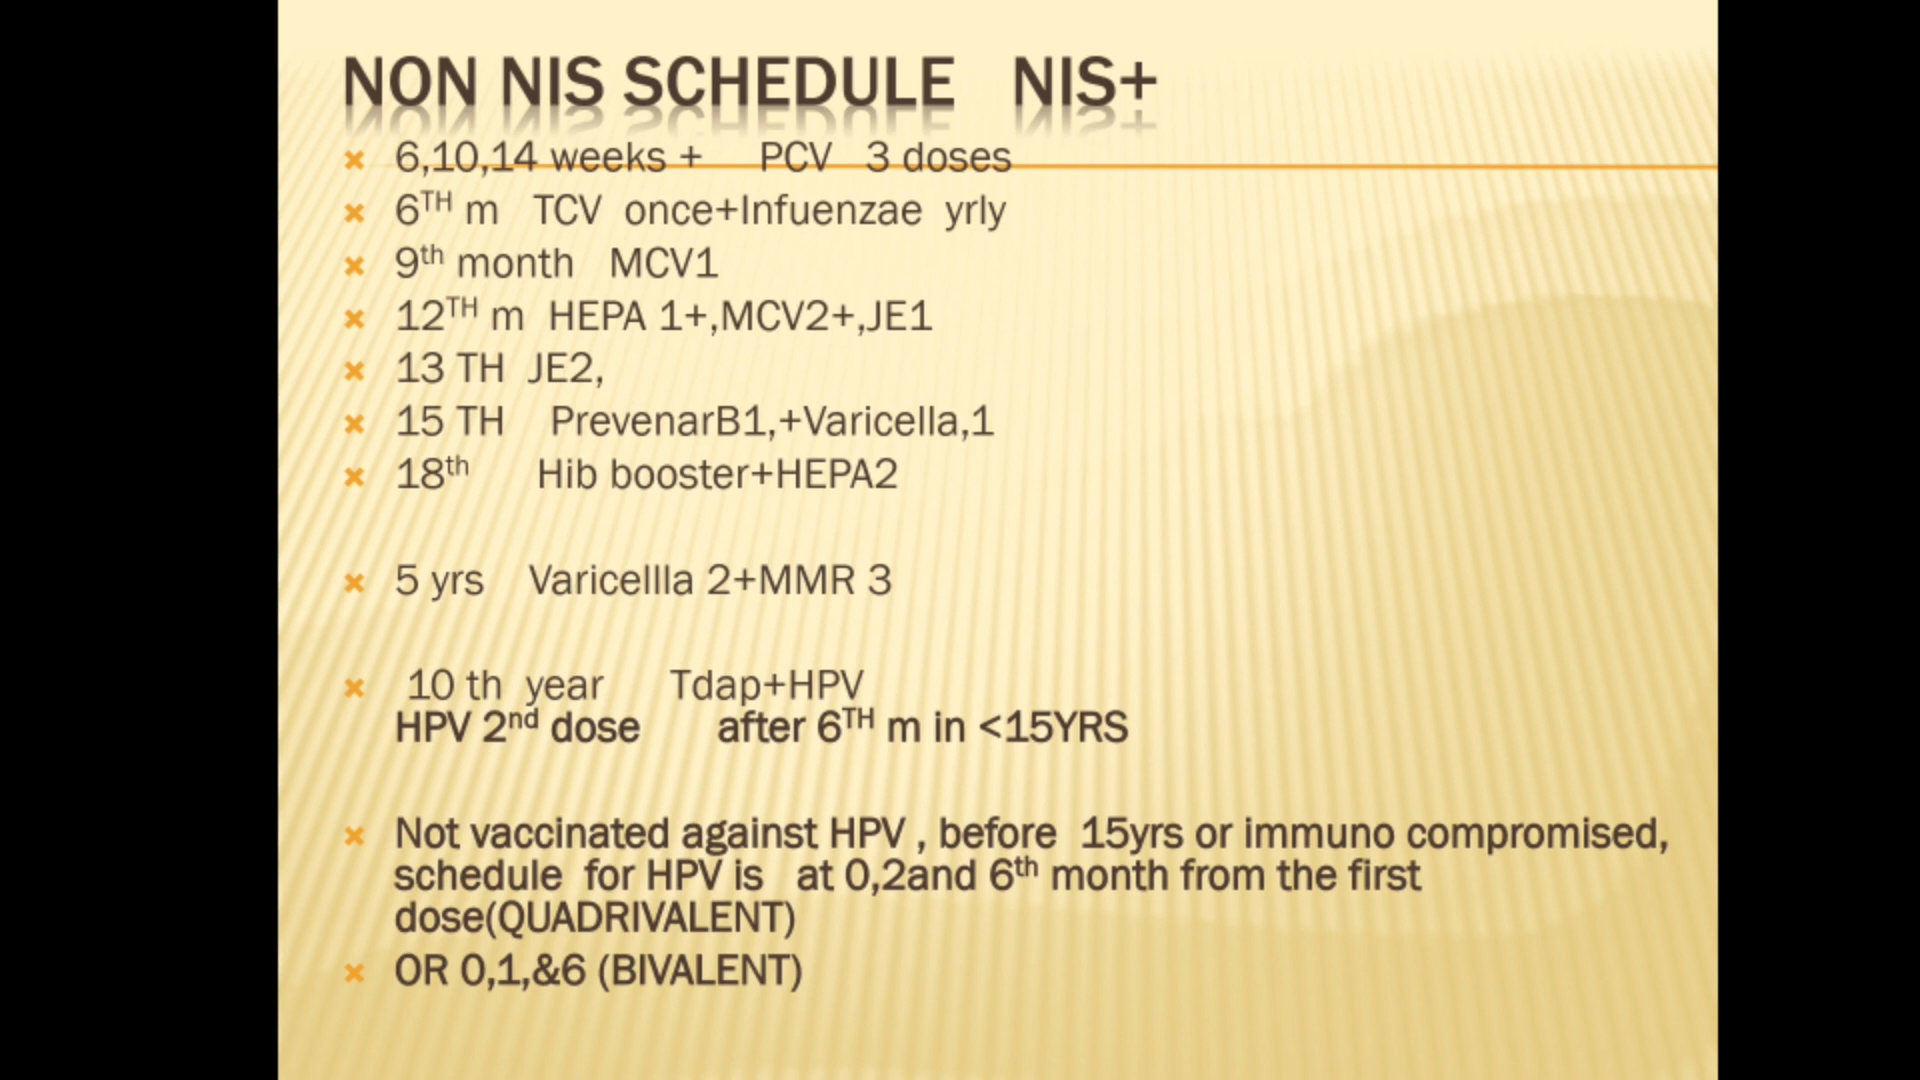 NON NIS SCHEDULE NIS+
6,10,14 weeks + PCV 3 doses
6TH m TCV once+Infuenzae yrly
9th month MCV1
12TH m HEPA 1+,MCV2+,JE1
13 TH JE2,
15 TH PrevenarB1,+Varicella,1
18th Hib booster+HEPA2
5 yrs Varicellla 2+MMR 3
10 th year Tdap+HPV
HPV 2nd dose after 6TH m in <15YRS
Not vaccinated against HPV , before 15yrs or immuno compromised,
schedule for HPV is at 0,2and 6th month from the first
dose(QUADRIVALENT)
OR 0,1,&6 (BIVALENT)